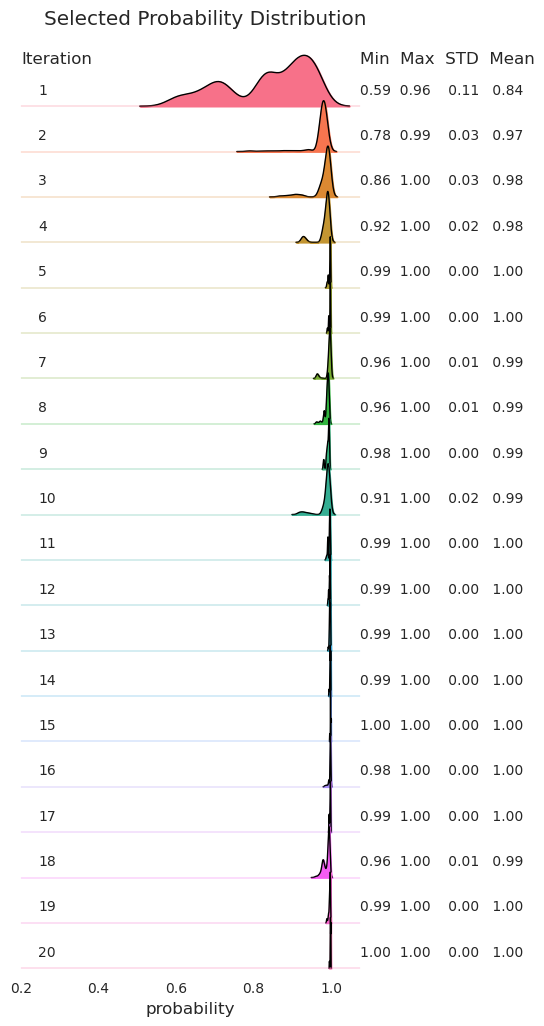 Selected Probability Distribution
Iteration Min Max STD Mean
1 0.59 0.96 0.11 0.84
2 0.78 0.99 0.03 0.97
3 0.86 1.00 0.03 0.98
4 0.92 1.00 0.02 0.98
5 0.99 1.00 0.00 1.00
6 0.99 1.00 0.00 1.00
7 0.96 1.00 0.01 0.99
8 0.96 1.00 0.01 0.99
9 0.98 1.00 0.00 0.99
10 0.91 1.00 0.02 0.99
11 0.99 1.00 0.00 1.00
12 0.99 1.00 0.00 1.00
13 0.99 1.00 0.00 1.00
14 0.99 1.00 0.00 1.00
15 1.00 1.00 0.00 1.00
16 0.98 1.00 0.00 1.00
17 0.99 1.00 0.00 1.00
18 0.96 1.00 0.01 0.99
19 0.99 1.00 0.00 1.00
20 1.00 1.00 0.00 1.00
0.2 0.4 0.6 0.8 1.0
probability